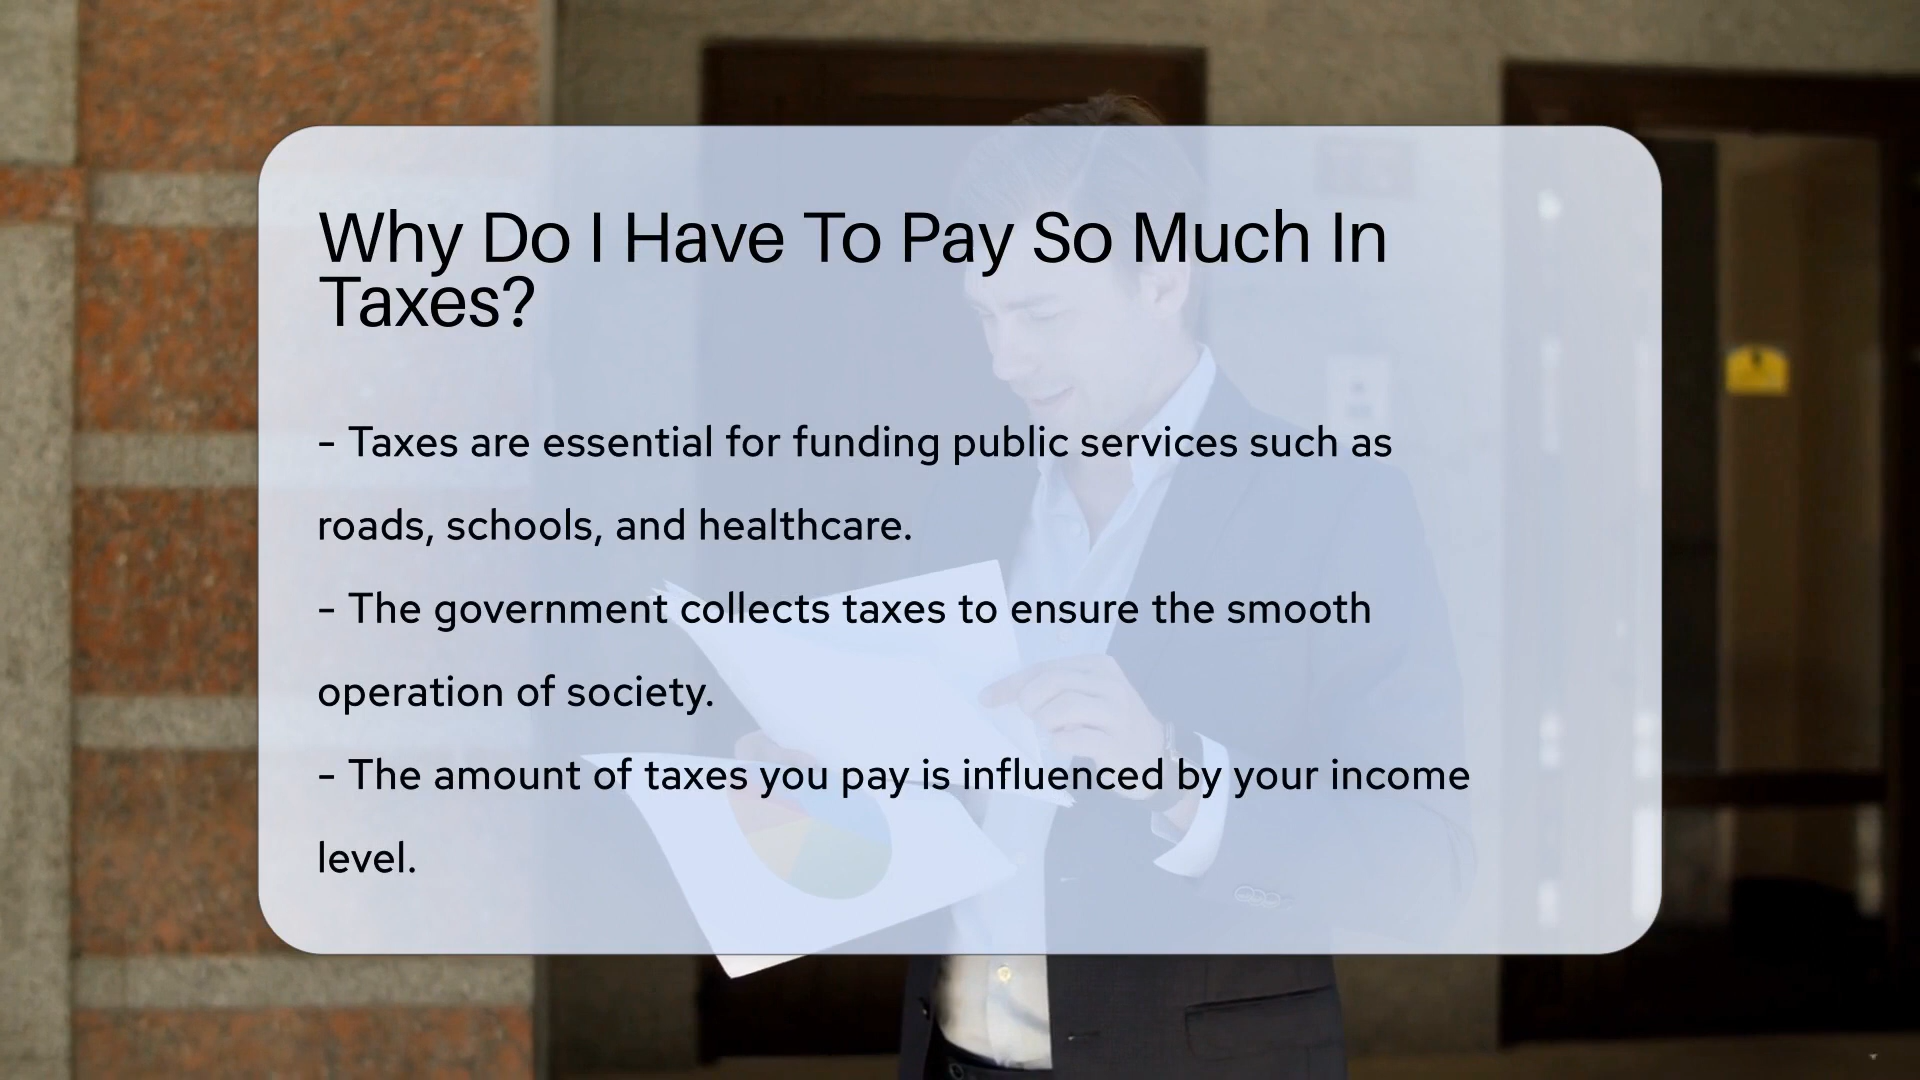 Why Do I Have To Pay So Much In
Taxes?
- Taxes are essential for funding public services such as
roads, schools, and healthcare.
- The government collects taxes to ensure the smooth
operation of society.
- The amount of taxes you pay is influenced by your income
level.